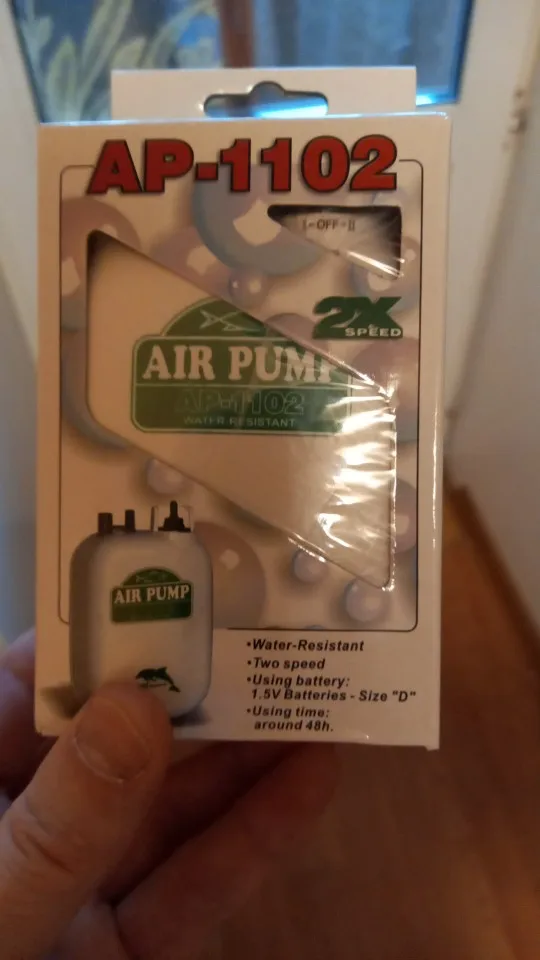 AP-1102
I-OFF-II
2X
SPEED
AIR PUMP
AP-1102
WATER RESISTANT
AIR PUMP
•Water-Resistant
•Two speed
•Using battery:
1.5V Batteries - Size "D"
•Using time:
around 48h.